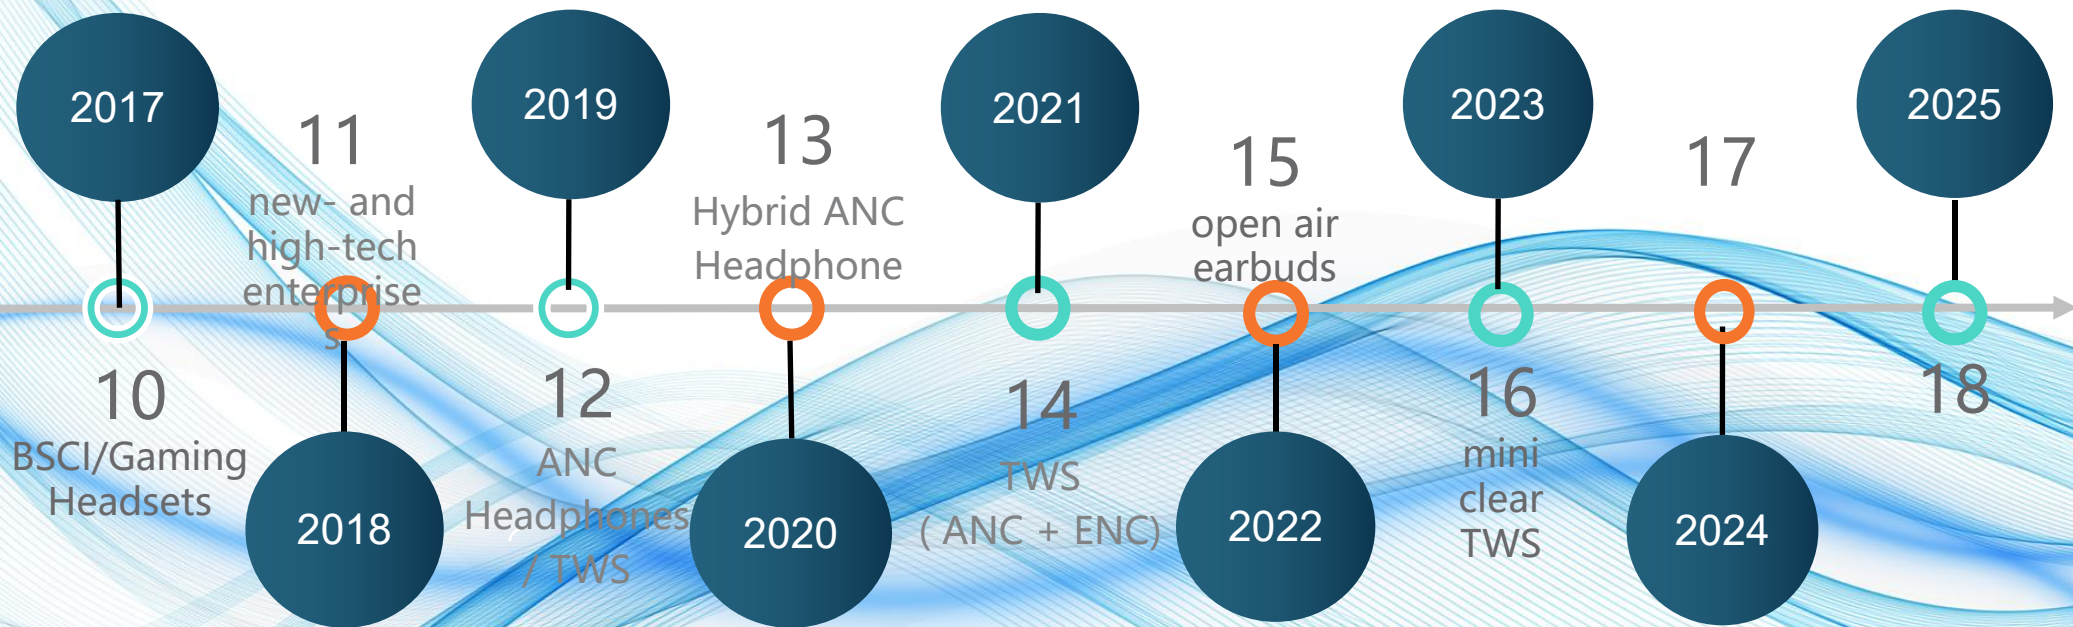 2017
10
BSCI/Gaming
Headsets
11
new- and
high-tech
enterprise
s
2018
2019
12
ANC
Headphones
/ TWS
13
Hybrid ANC
Headphone
2020
2021
14
TWS
( ANC + ENC)
15
open air
earbuds
2022
2023
16
mini
clear
TWS
17
2024
2025
18